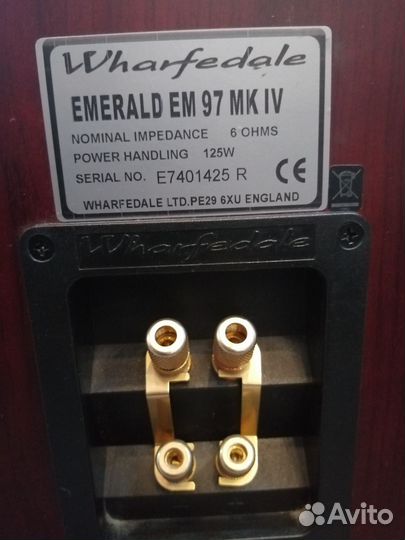 Wharfedale
EMERALD EM 97 MK IV
NOMINAL IMPEDANCE 6 OHMS
POWER HANDLING 125W
SERIAL NO. E7401425 R
CE
WHARFEDALE LTD.PE29 6XU ENGLAND
Wharfedale
Avito